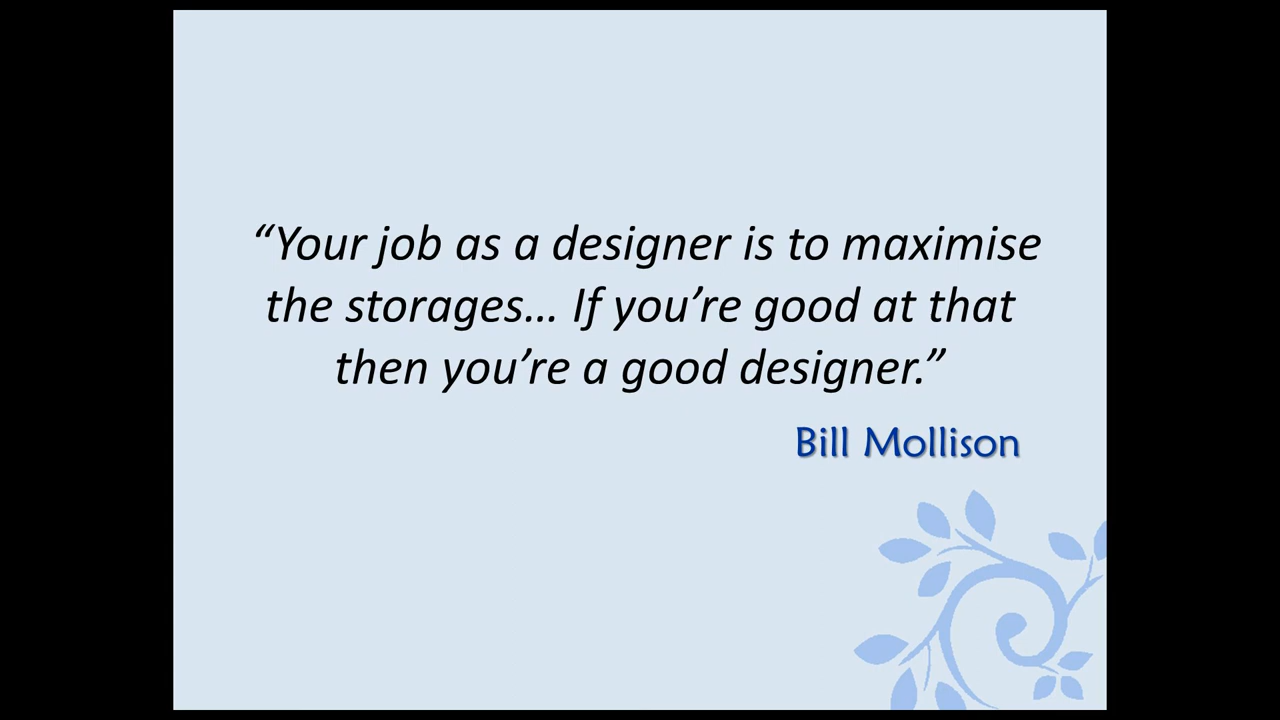 “Your job as a designer is to maximise
the storages… If you’re good at that
then you’re a good designer.”
Bill Mollison